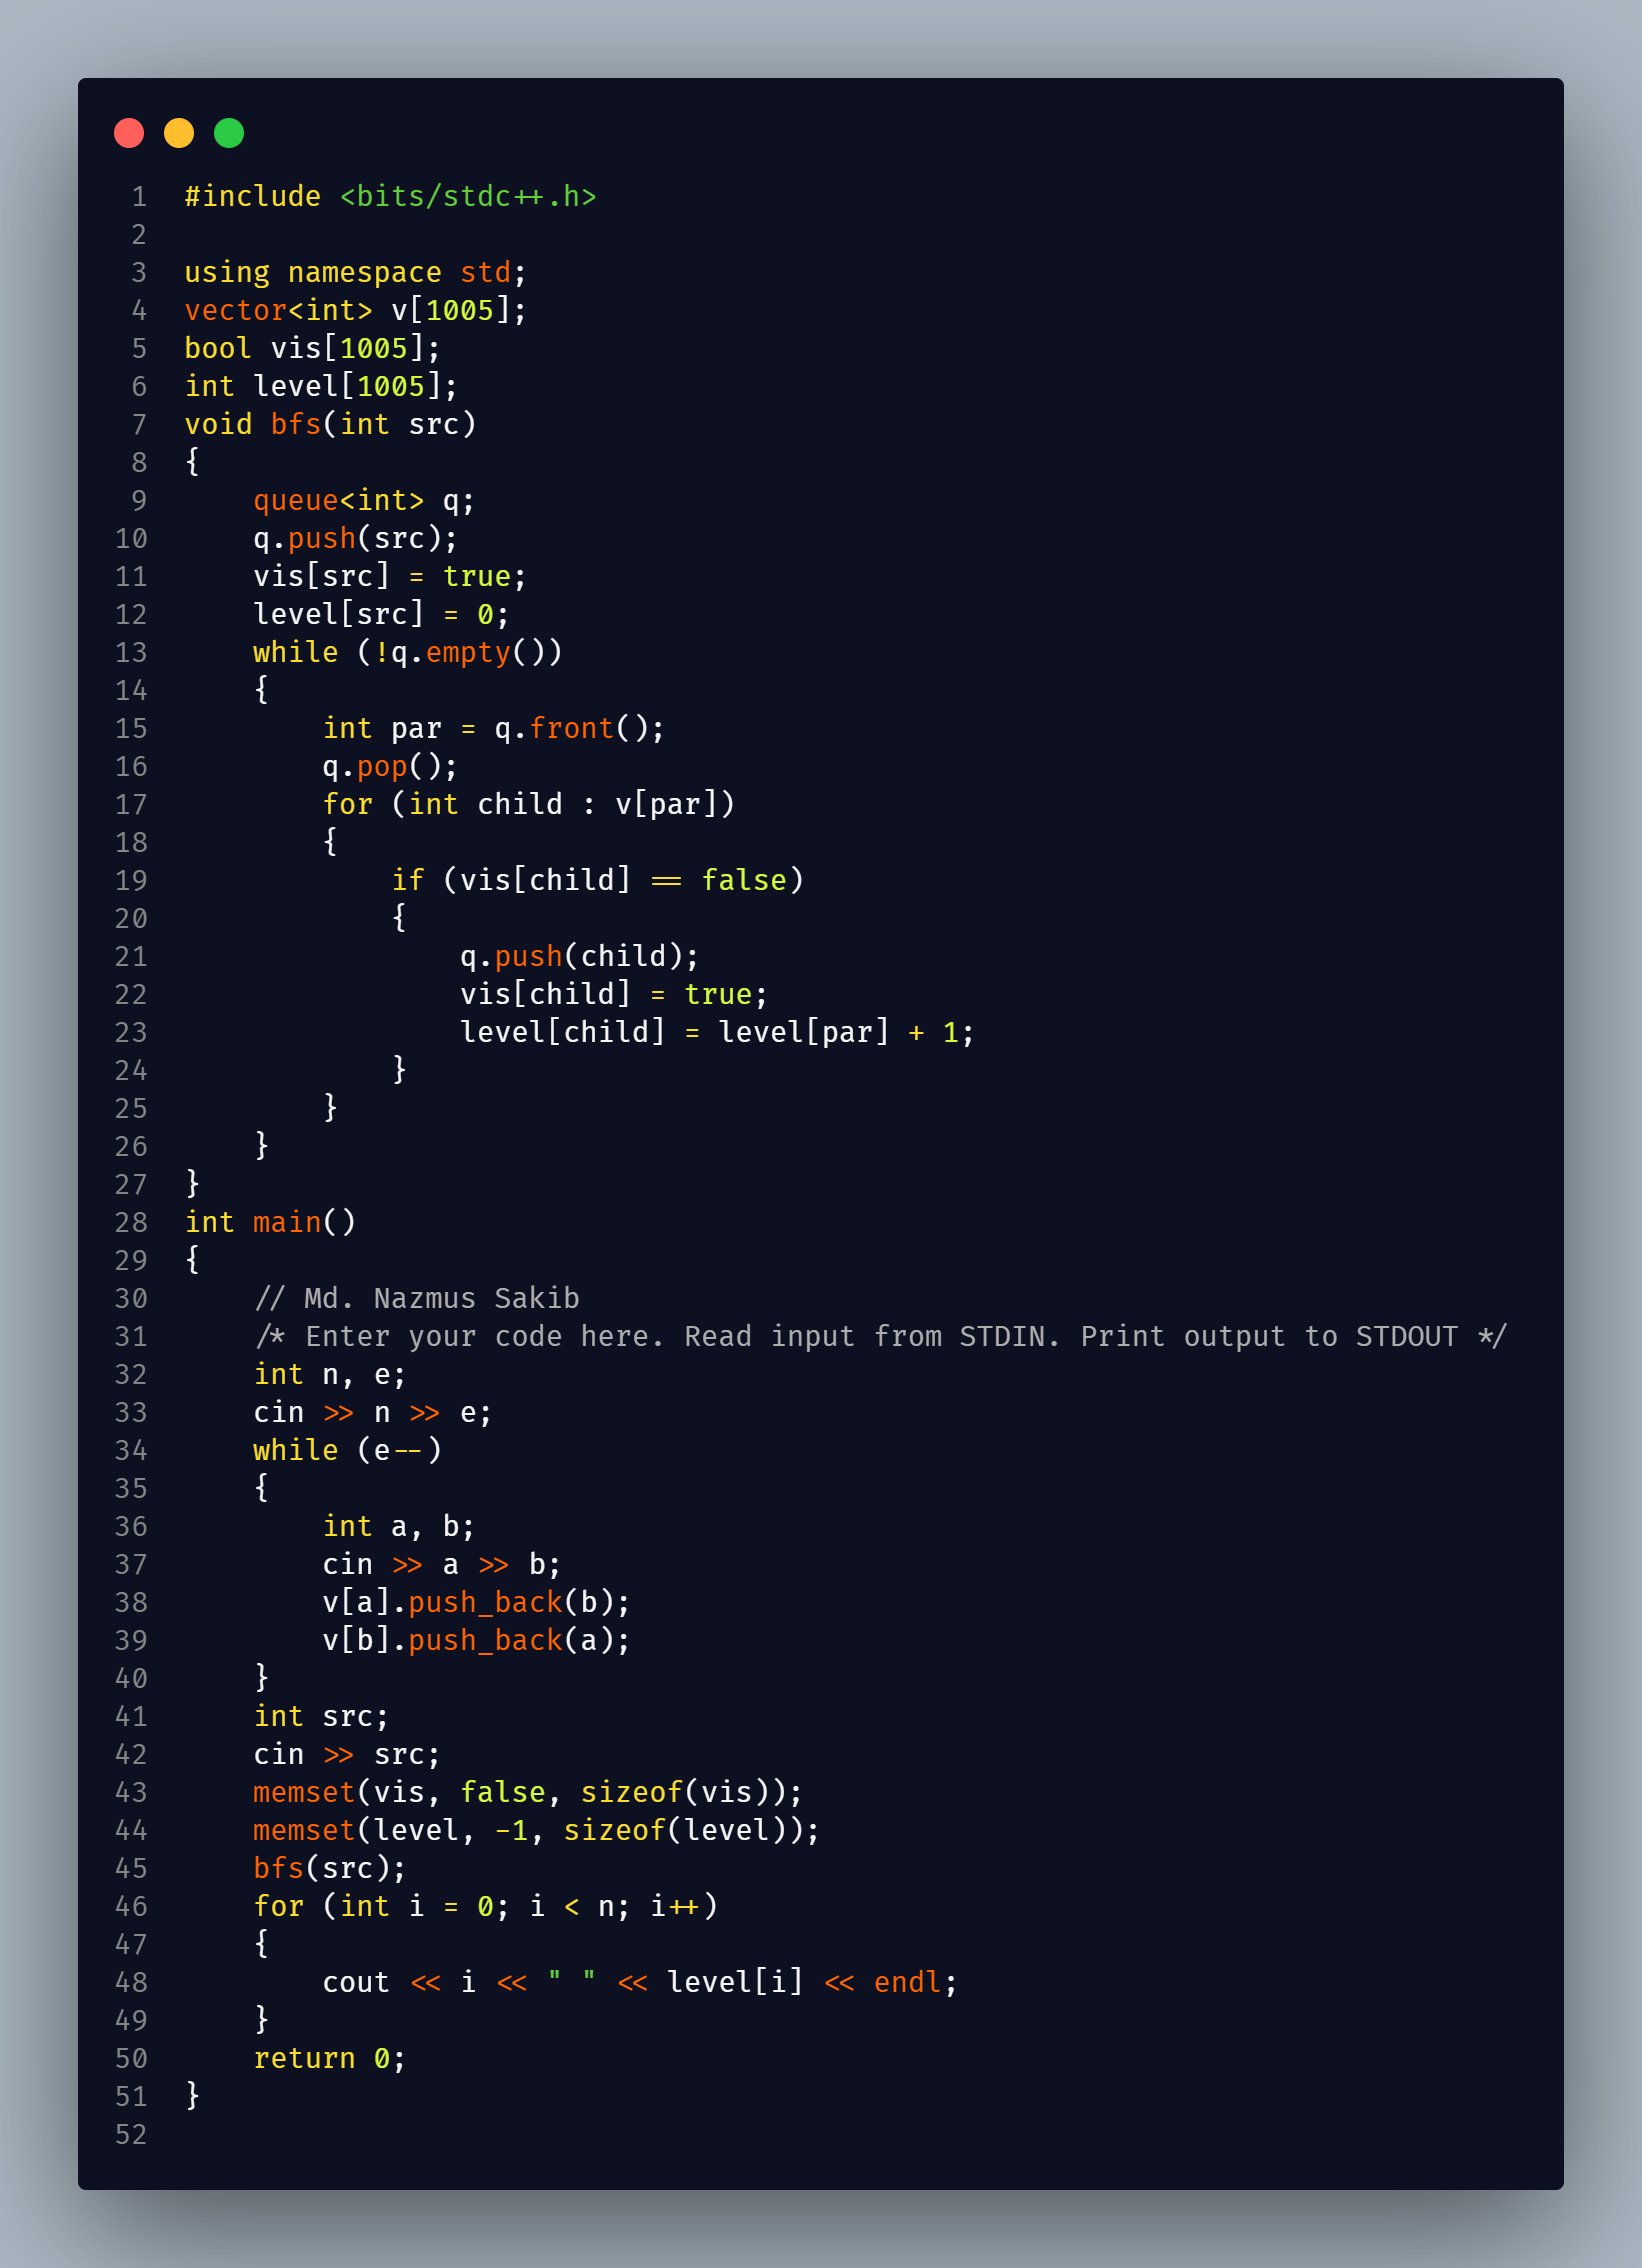 1 #include <bits/stdc++.h>
2
3 using namespace std;
4 vector<int> v[1005];
5 bool vis[1005];
6 int level[1005];
7 void bfs(int src)
8 {
9     queue<int> q;
10     q.push(src);
11     vis[src] = true;
12     level[src] = 0;
13     while (!q.empty())
14     {
15         int par = q.front();
16         q.pop();
17         for (int child : v[par])
18         {
19             if (vis[child] == false)
20             {
21                 q.push(child);
22                 vis[child] = true;
23                 level[child] = level[par] + 1;
24             }
25         }
26     }
27 }
28 int main()
29 {
30     // Md. Nazmus Sakib
31     /* Enter your code here. Read input from STDIN. Print output to STDOUT */
32     int n, e;
33     cin >> n >> e;
34     while (e--)
35     {
36         int a, b;
37         cin >> a >> b;
38         v[a].push_back(b);
39         v[b].push_back(a);
40     }
41     int src;
42     cin >> src;
43     memset(vis, false, sizeof(vis));
44     memset(level, -1, sizeof(level));
45     bfs(src);
46     for (int i = 0; i < n; i++)
47     {
48         cout << i << " " << level[i] << endl;
49     }
50     return 0;
51 }
52